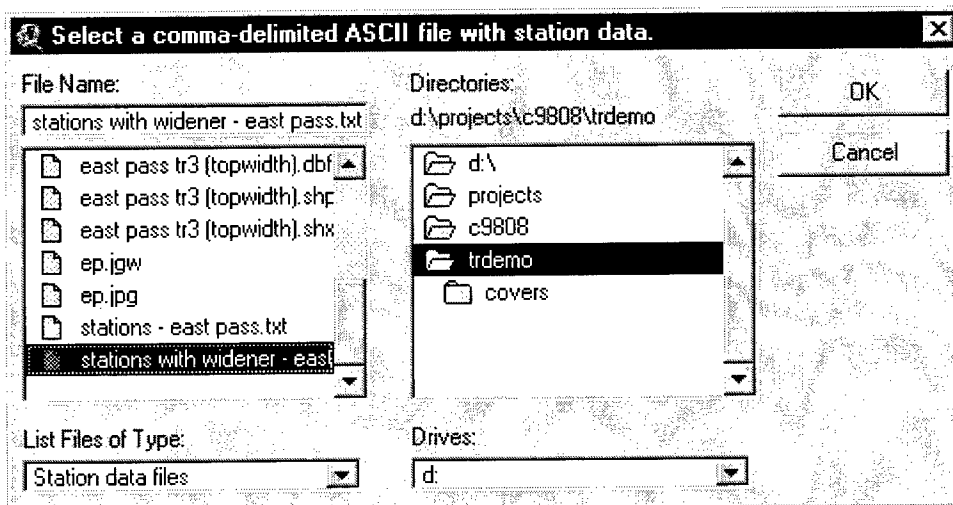 Select a comma-delimited ASCII file with station data.
File Name:
stations with widener - east pass.txt
east pass tr3 (topwidth).dbf
east pass tr3 (topwidth).shp
east pass tr3 (topwidth).shx
ep.jgw
ep.jpg
stations - east pass.txt
stations with widener - east
List Files of Type:
Station data files
Directories:
d:\projects\c9808\trdemo
d:\
projects
c9808
trdemo
covers
Drives:
d:
OK
Cancel